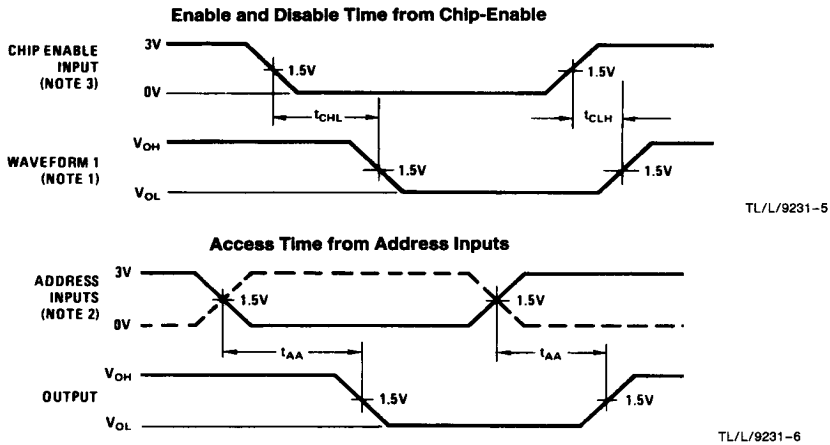 Enable and Disable Time from Chip-Enable
CHIP ENABLE
INPUT
(NOTE 3)
3V
0V
1.5V
1.5V
tCHL
tCLH
WAVEFORM 1
(NOTE 1)
VOH
VOL
1.5V
1.5V
TL/L/9231-5
Access Time from Address Inputs
ADDRESS
INPUTS
(NOTE 2)
3V
0V
1.5V
1.5V
tAA
tAA
OUTPUT
VOH
VOL
1.5V
1.5V
TL/L/9231-6